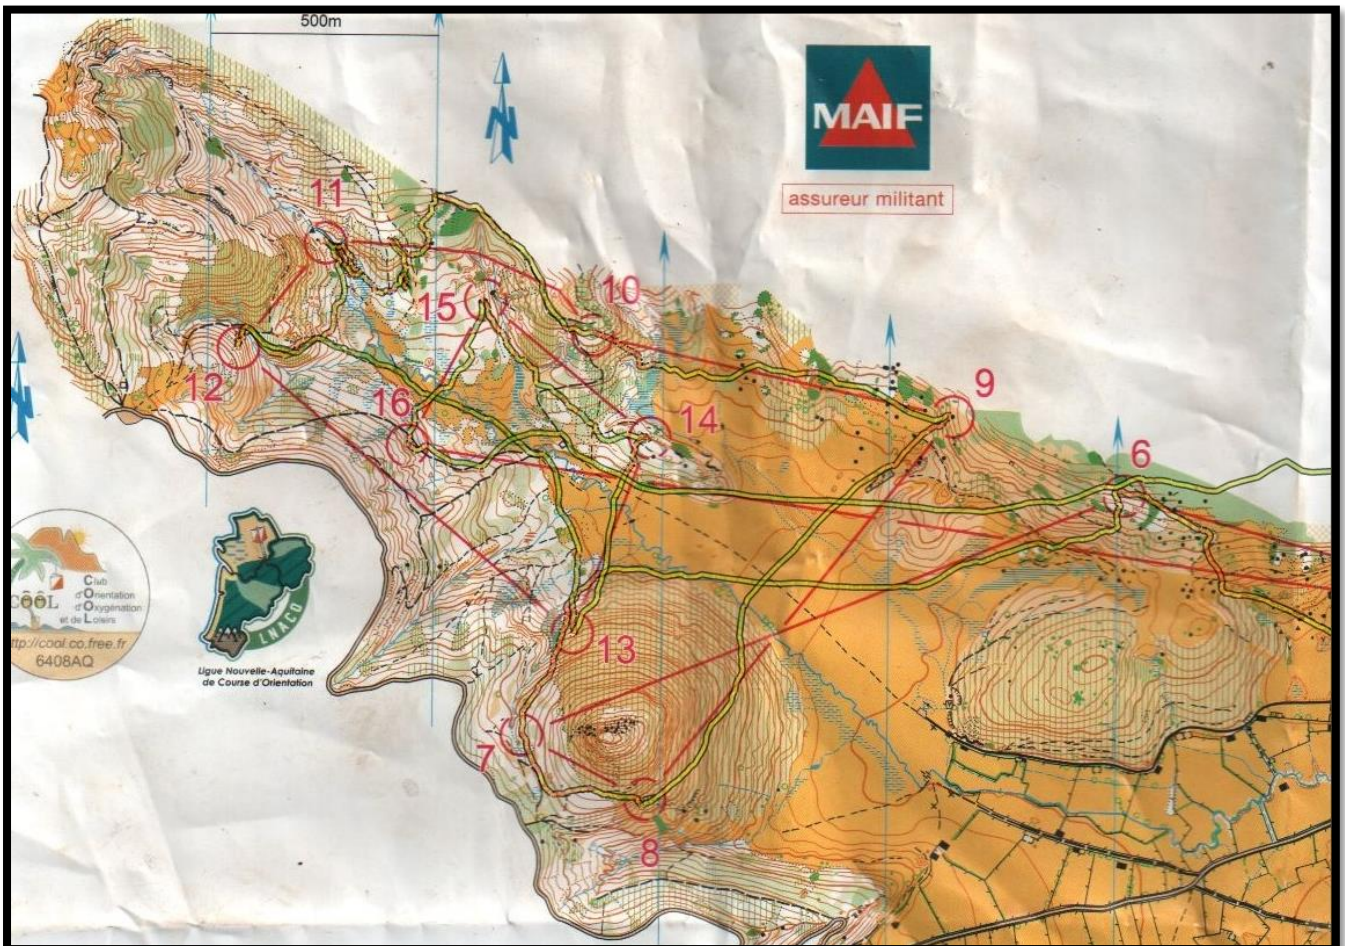 500m
MAIF
assureur militant
N
N
11
10
15
9
12
16
14
6
CÔÔL
Club
d'Orientation
d'Oxygénation
et de Loisirs
http://cool.co.free.fr
6408AQ
LNACO
Ligue Nouvelle-Aquitaine
de Course d'Orientation
13
7
8